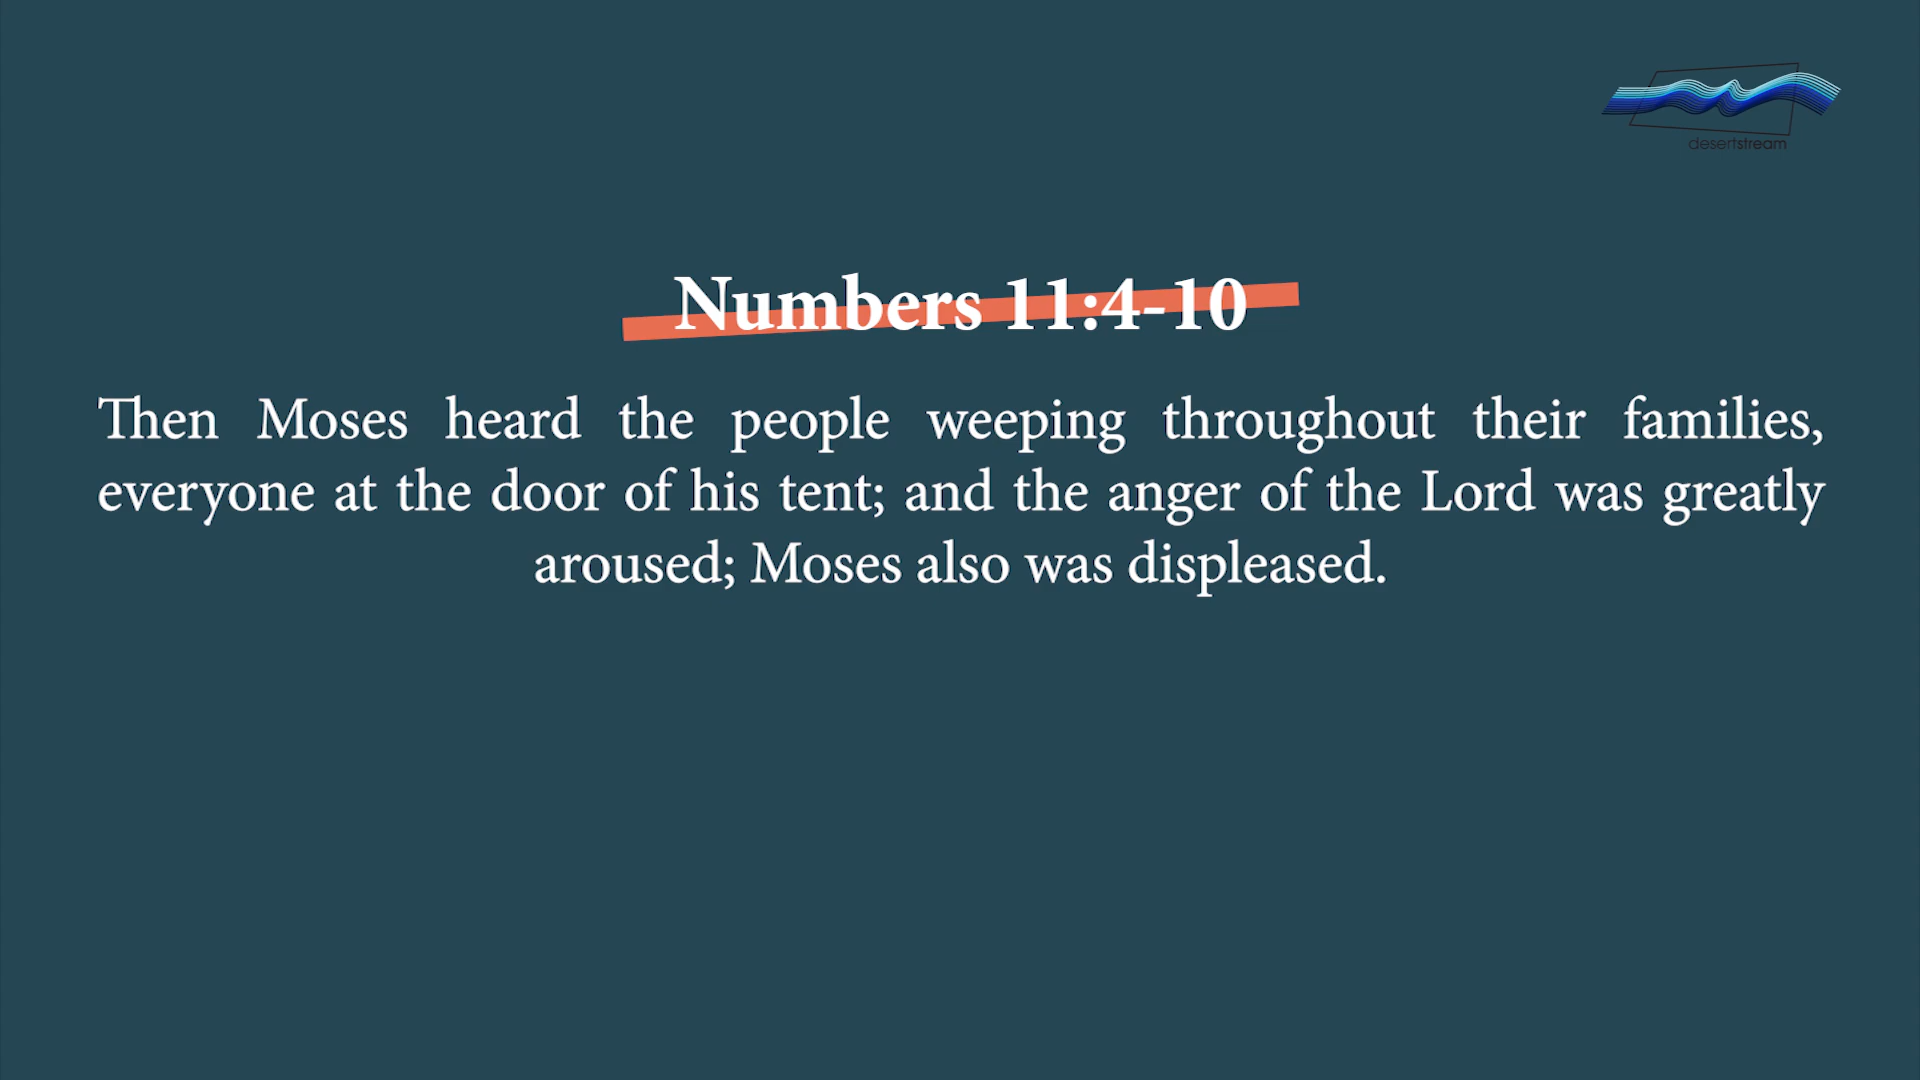 desertstream
Numbers 11:4-10
Then Moses heard the people weeping throughout their families,
everyone at the door of his tent; and the anger of the Lord was greatly
aroused; Moses also was displeased.